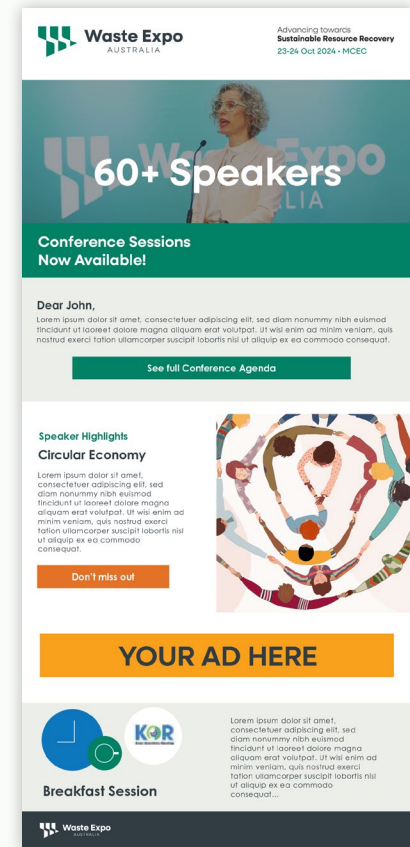 Waste Expo
AUSTRALIA
Advancing towards
Sustainable Resource Recovery
23-24 Oct 2024 • MCEC
60+ Speakers
Conference Sessions
Now Available!
Dear John,
Lorem ipsum dolor sit amet, consectetuer adipiscing elit, sed diam nonummy nibh euismod
tincidunt ut laoreet dolore magna aliquam erat volutpat. Ut wisi enim ad minim veniam, quis
nostrud exerci tation ullamcorper suscipit lobortis nisl ut aliquip ex ea commodo consequat.
See full Conference Agenda
Speaker Highlights
Circular Economy
Lorem ipsum dolor sit amet,
consectetuer adipiscing elit, sed
diam nonummy nibh euismod
tincidunt ut laoreet dolore magna
aliquam erat volutpat. Ut wisi enim ad
minim veniam, quis nostrud exerci
tation ullamcorper suscipit lobortis nisl
ut aliquip ex ea commodo
consequat.
Don't miss out
YOUR AD HERE
KOR
Breakfast Session
Lorem ipsum dolor sit amet,
consectetuer adipiscing elit, sed
diam nonummy nibh euismod
tincidunt ut laoreet dolore magna
aliquam erat volutpat. Ut wisi enim ad
minim veniam, quis nostrud exerci
tation ullamcorper suscipit lobortis nisl
ut aliquip ex ea commodo
consequat...
Waste Expo
AUSTRALIA